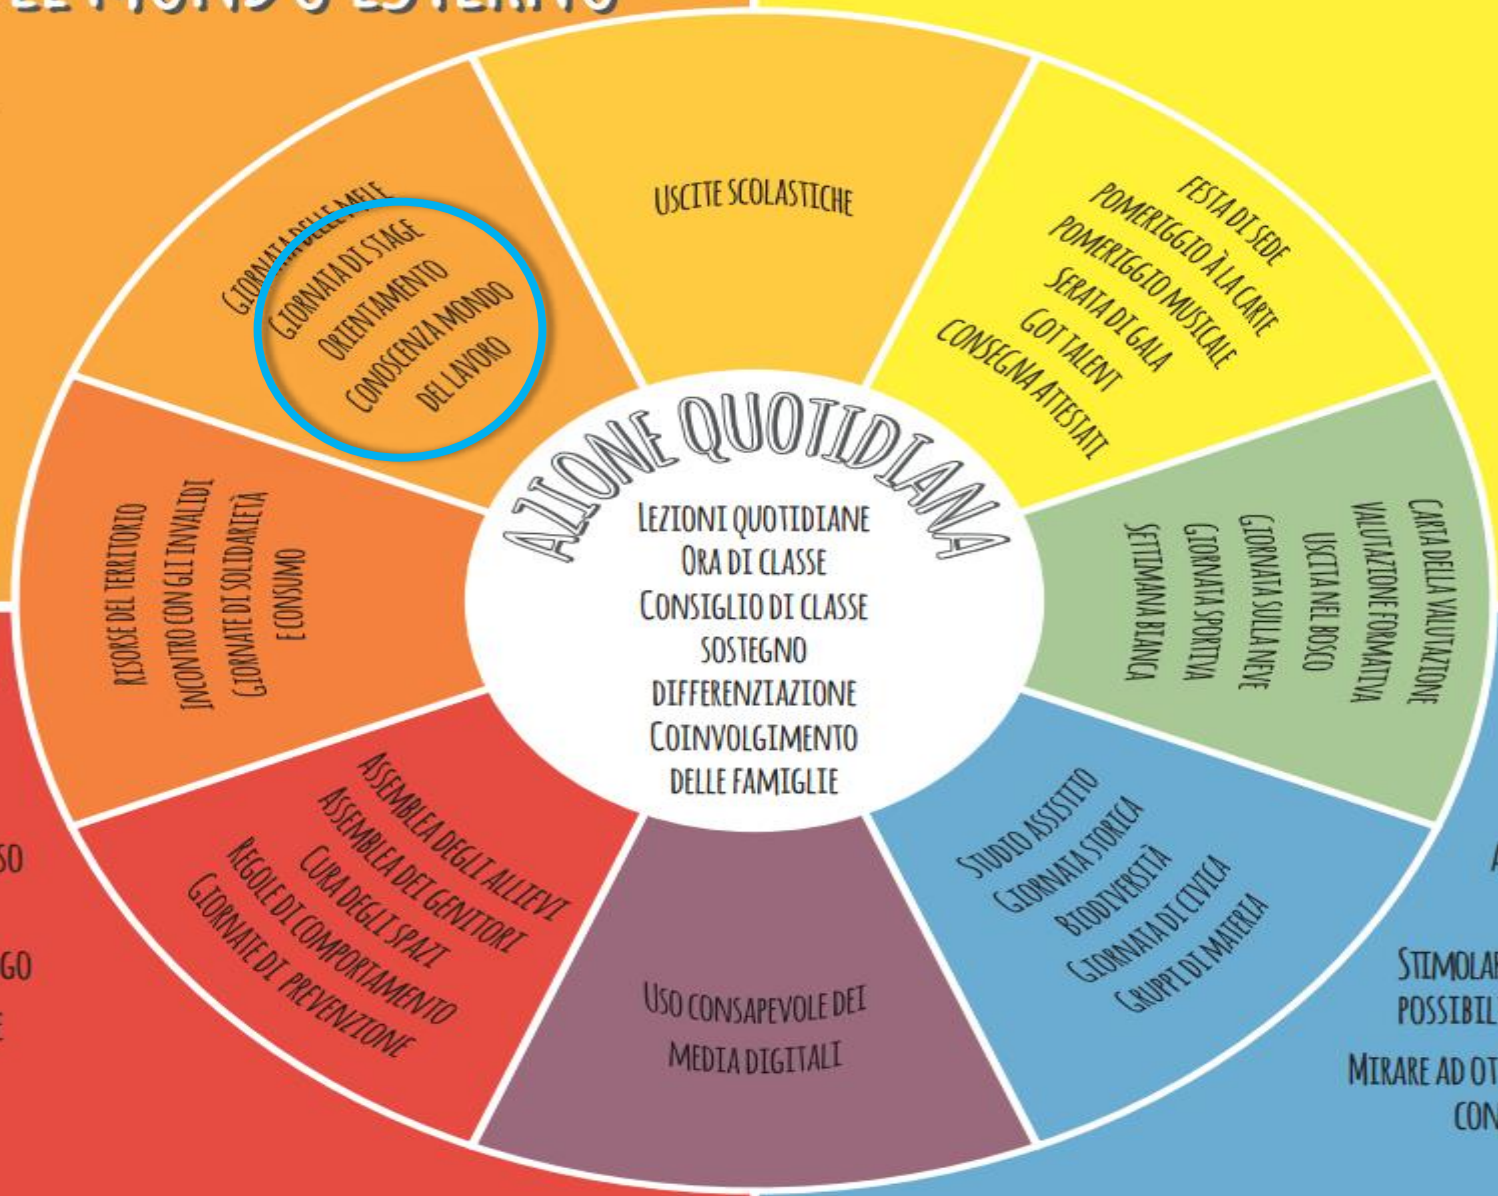 MONDO ESTERNO
USCITE SCOLASTICHE
FESTA DI SEDE
POMERIGGIO À LA CARTE
POMERIGGIO MUSICALE
SERATA DI GALA
GOT TALENT
CONSEGNA ATTESTATI
CARTA DELLA VALUTAZIONE
VALUTAZIONE FORMATIVA
USCITA NEL BOSCO
GIORNATA SULLA NEVE
GIORNATA SPORTIVA
SETTIMANA BIANCA
STUDIO ASSISTITO
GIORNATA STORICA
BIODIVERSITÀ
GIORNATA DI CIVICA
GRUPPI DI MATERIA
USO CONSAPEVOLE DEI
MEDIA DIGITALI
ASSEMBLEA DEGLI ALLIEVI
ASSEMBLEA DEI GENITORI
CURA DEGLI SPAZI
REGOLE DI COMPORTAMENTO
GIORNATE DI PREVENZIONE
RISORSE DEL TERRITORIO
INCONTRO CON GLI INVALIDI
GIORNATE DI SOLIDARIETÀ
E CONSUMO
GIORNATA DELLE MELE
GIORNATA DI STAGE
ORIENTAMENTO
CONOSCENZA MONDO
DEL LAVORO
AZIONE QUOTIDIANA
LEZIONI QUOTIDIANE
ORA DI CLASSE
CONSIGLIO DI CLASSE
SOSTEGNO
DIFFERENZIAZIONE
COINVOLGIMENTO
DELLE FAMIGLIE
MIRARE AD